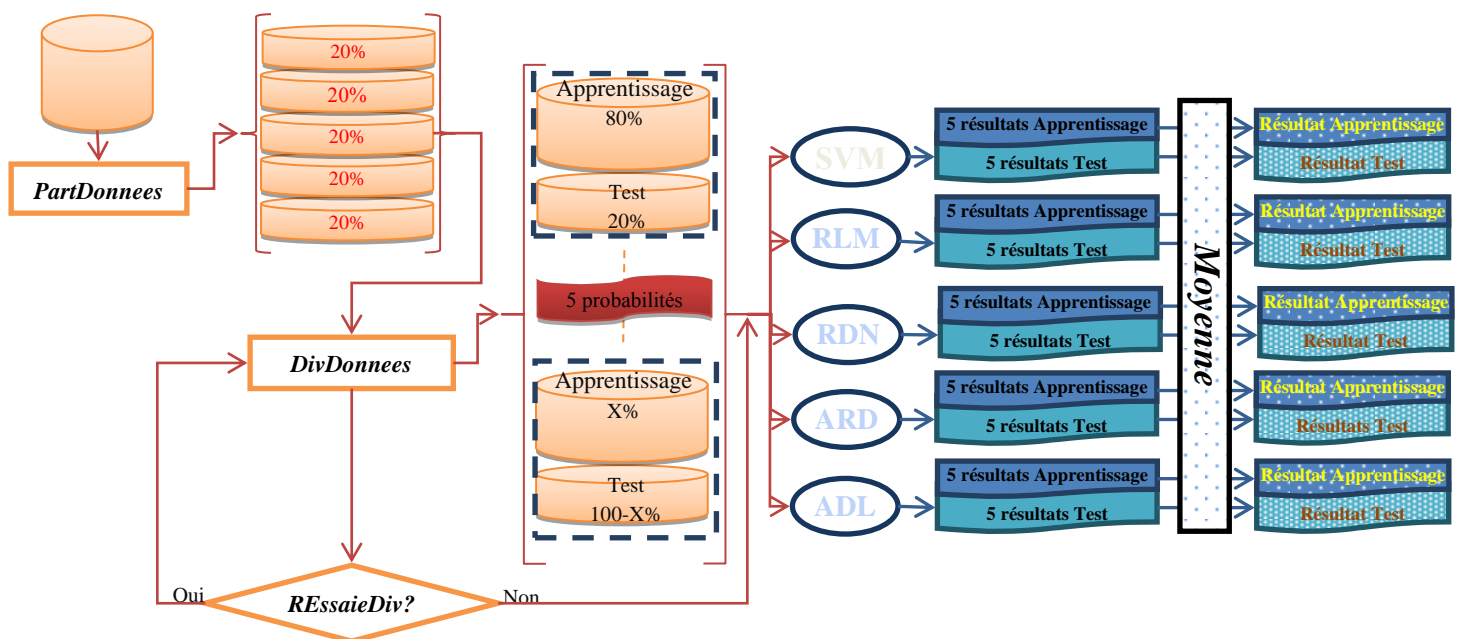 PartDonnees
20%
20%
20%
20%
20%
DivDonnees
REssaieDiv?
Oui
Non
Apprentissage
80%
Test
20%
5 probabilités
Apprentissage
X%
Test
100-X%
SVM
5 résultats Apprentissage
5 résultats Test
RLM
5 résultats Apprentissage
5 résultats Test
RDN
5 résultats Apprentissage
5 résultats Test
ARD
5 résultats Apprentissage
5 résultats Test
ADL
5 résultats Apprentissage
5 résultats Test
Moyenne
Résultat Apprentissage
Résultat Test
Résultat Apprentissage
Résultat Test
Résultat Apprentissage
Résultat Test
Résultat Apprentissage
Résultats Test
Résultat Apprentissage
Résultat Test